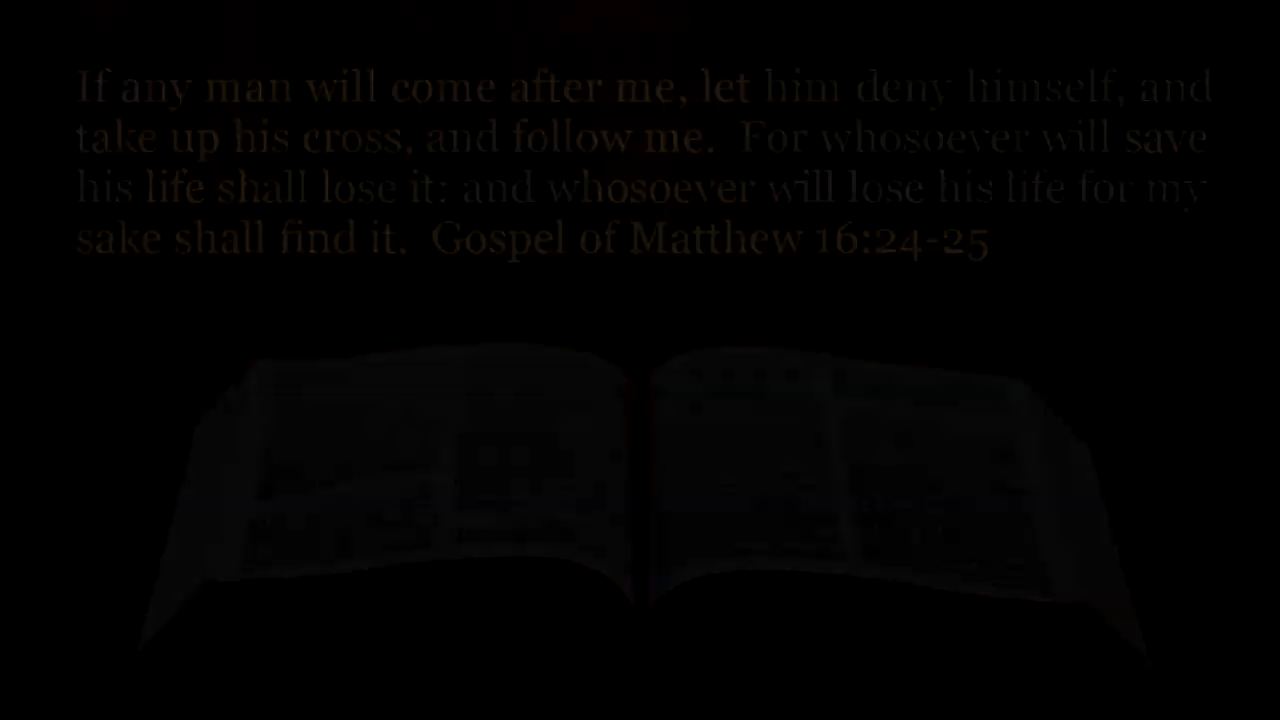 If any man will come after me, let him deny himself, and
take up his cross, and follow me.  For whosoever will save
his life shall lose it: and whosoever will lose his life for my
sake shall find it.  Gospel of Matthew 16:24-25